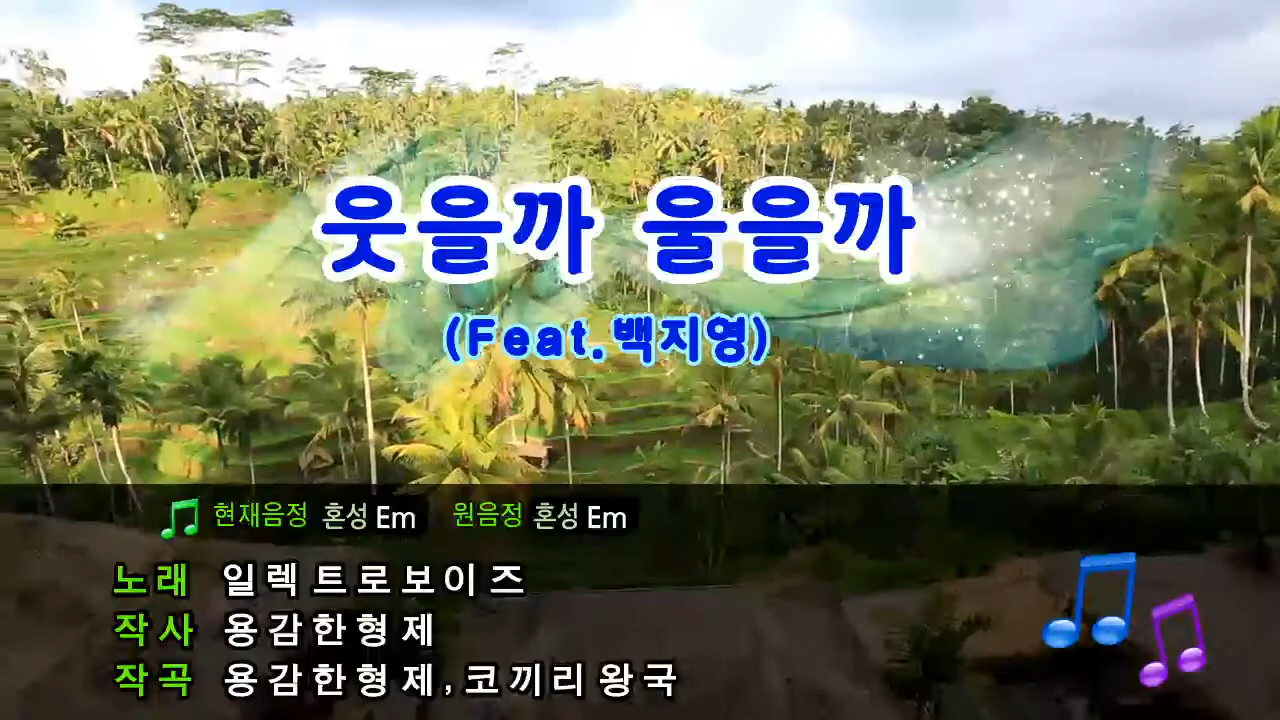 웃을까 울을까
(Feat.백지영)
현재음정 혼성 Em 원음정 혼성 Em
노래 일렉트로보이즈
작사 용감한형제
작곡 용감한형제,코끼리왕국